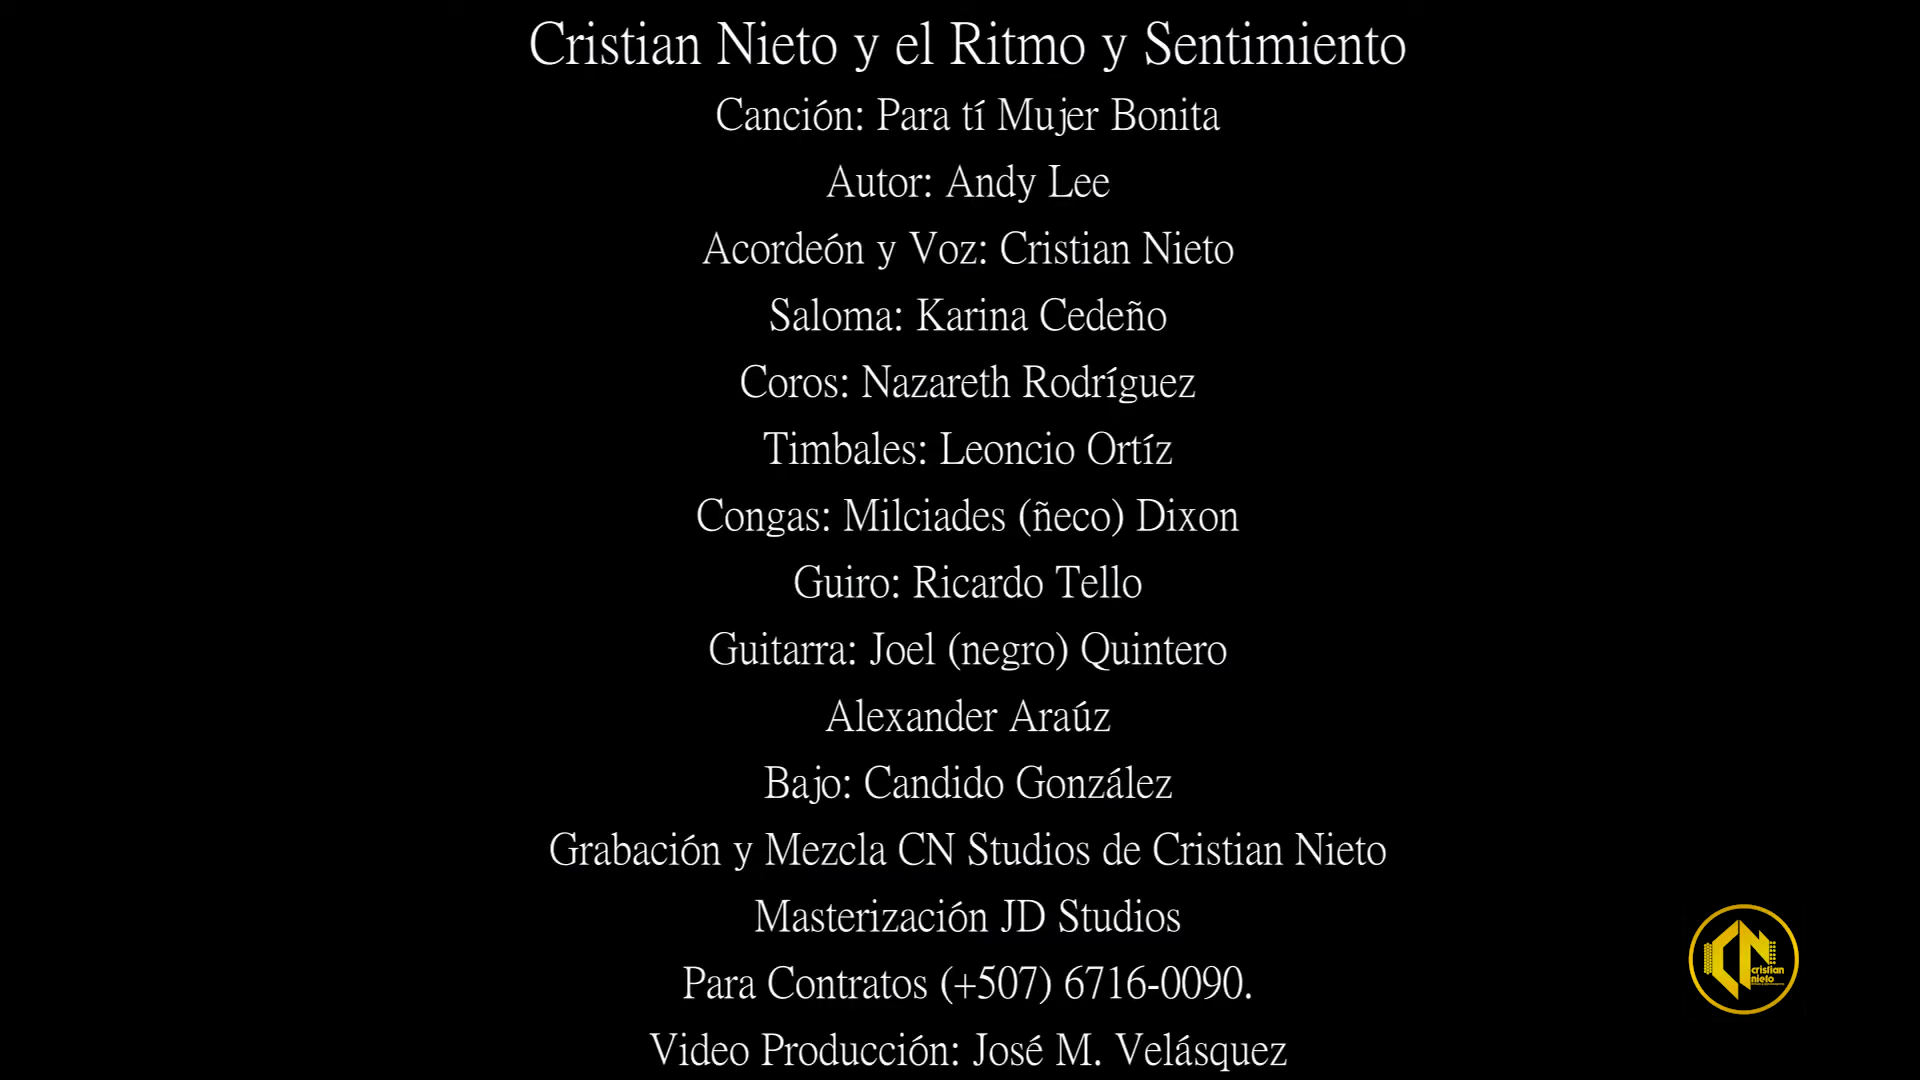 Cristian Nieto y el Ritmo y Sentimiento
Canción: Para tí Mujer Bonita
Autor: Andy Lee
Acordeón y Voz: Cristian Nieto
Saloma: Karina Cedeño
Coros: Nazareth Rodríguez
Timbales: Leoncio Ortíz
Congas: Milciades (ñeco) Dixon
Guiro: Ricardo Tello
Guitarra: Joel (negro) Quintero
Alexander Araúz
Bajo: Candido González
Grabación y Mezcla CN Studios de Cristian Nieto
Masterización JD Studios
Para Contratos (+507) 6716-0090.
Video Producción: José M. Velásquez
CN
cristian
nieto